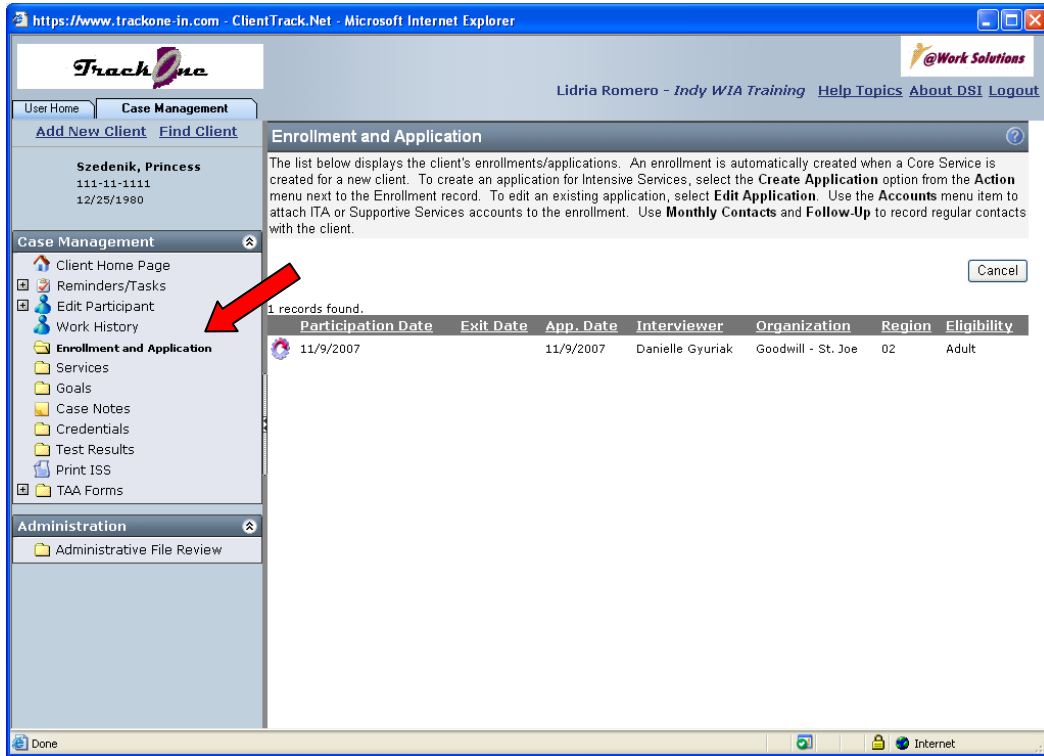 https://www.trackone-in.com - ClientTrack.Net - Microsoft Internet Explorer
TrackOne
@Work Solutions
Lidria Romero - Indy WIA Training Help Topics About DSI Logout
User Home Case Management
Add New Client Find Client
Szedenik, Princess
111-11-1111
12/25/1980
Case Management
Client Home Page
Reminders/Tasks
Edit Participant
Work History
Enrollment and Application
Services
Goals
Case Notes
Credentials
Test Results
Print ISS
TAA Forms
Administration
Administrative File Review
Enrollment and Application
The list below displays the client's enrollments/applications. An enrollment is automatically created when a Core Service is
created for a new client. To create an application for Intensive Services, select the Create Application option from the Action
menu next to the Enrollment record. To edit an existing application, select Edit Application. Use the Accounts menu item to
attach ITA or Supportive Services accounts to the enrollment. Use Monthly Contacts and Follow-Up to record regular contacts
with the client.
Cancel
1 records found.
Participation Date Exit Date App. Date Interviewer Organization Region Eligibility
11/9/2007 11/9/2007 Danielle Gyuriak Goodwill - St. Joe 02 Adult
Done Internet